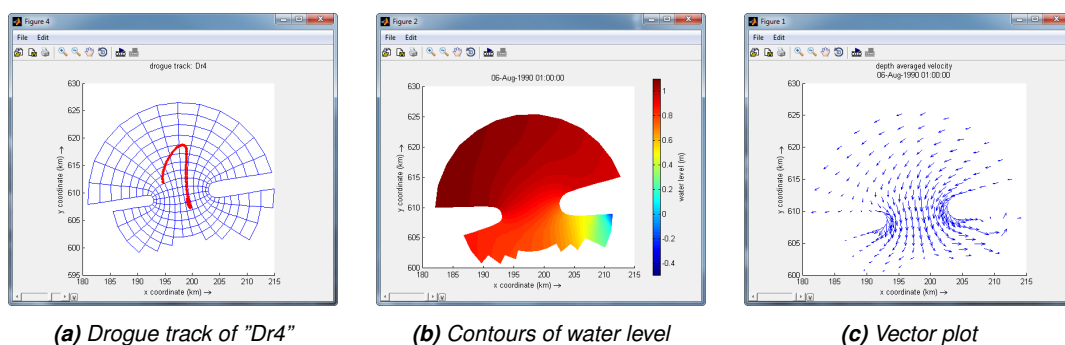 Figure 4
File Edit
drogue track: Dr4
630
625
620
615
610
605
600
595
180 185 190 195 200 205 210 215
y coordinate (km) →
x coordinate (km) →
(a) Drogue track of ”Dr4”
Figure 2
File Edit
06-Aug-1990 01:00:00
630
625
620
615
610
605
600
180 185 190 195 200 205 210 215
y coordinate (km) →
x coordinate (km) →
1
0.8
0.6
0.4
0.2
0
-0.2
-0.4
water level (m)
(b) Contours of water level
Figure 1
File Edit
depth averaged velocity
06-Aug-1990 01:00:00
630
625
620
615
610
605
600
180 185 190 195 200 205 210 215
y coordinate (km) →
x coordinate (km) →
(c) Vector plot